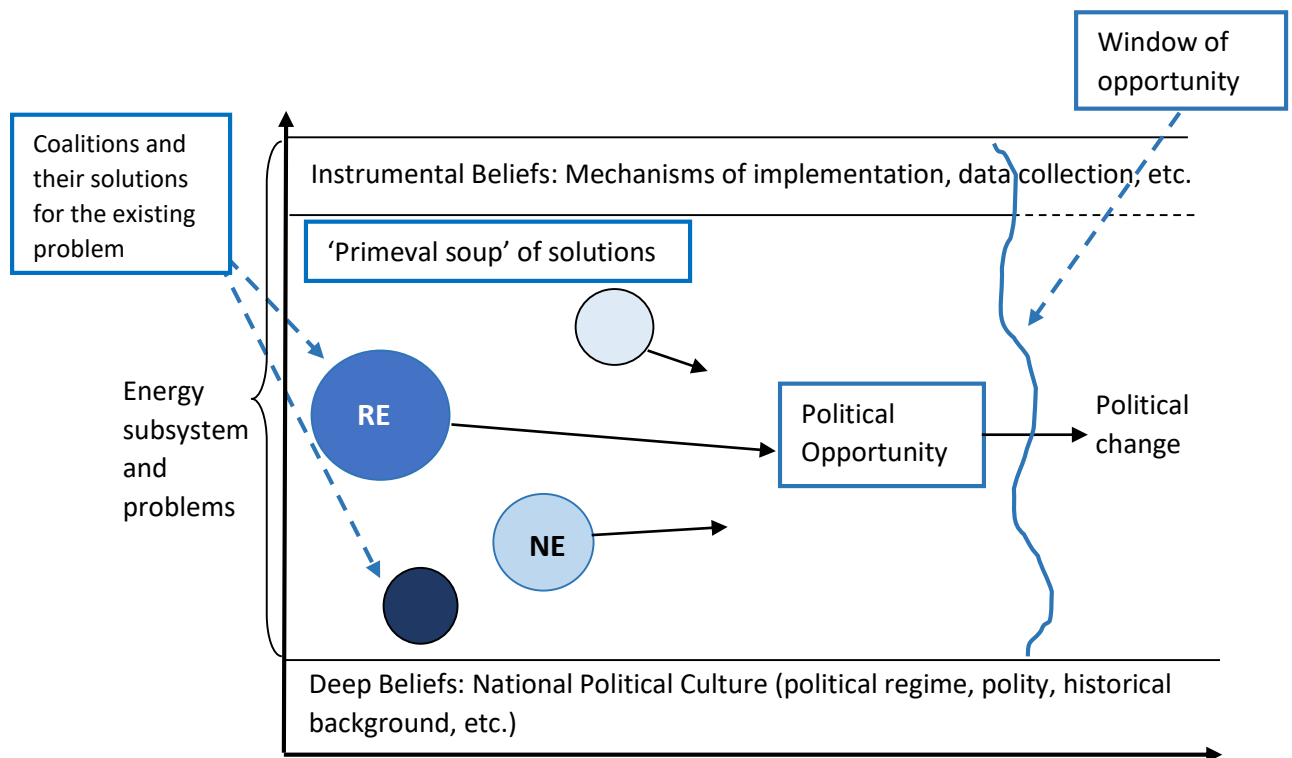 Window of
opportunity
Coalitions and
their solutions
for the existing
problem
Instrumental Beliefs: Mechanisms of implementation, data collection, etc.
‘Primeval soup’ of solutions
Energy
subsystem
and
problems
RE
NE
Political
Opportunity
Political
change
Deep Beliefs: National Political Culture (political regime, polity, historical
background, etc.)